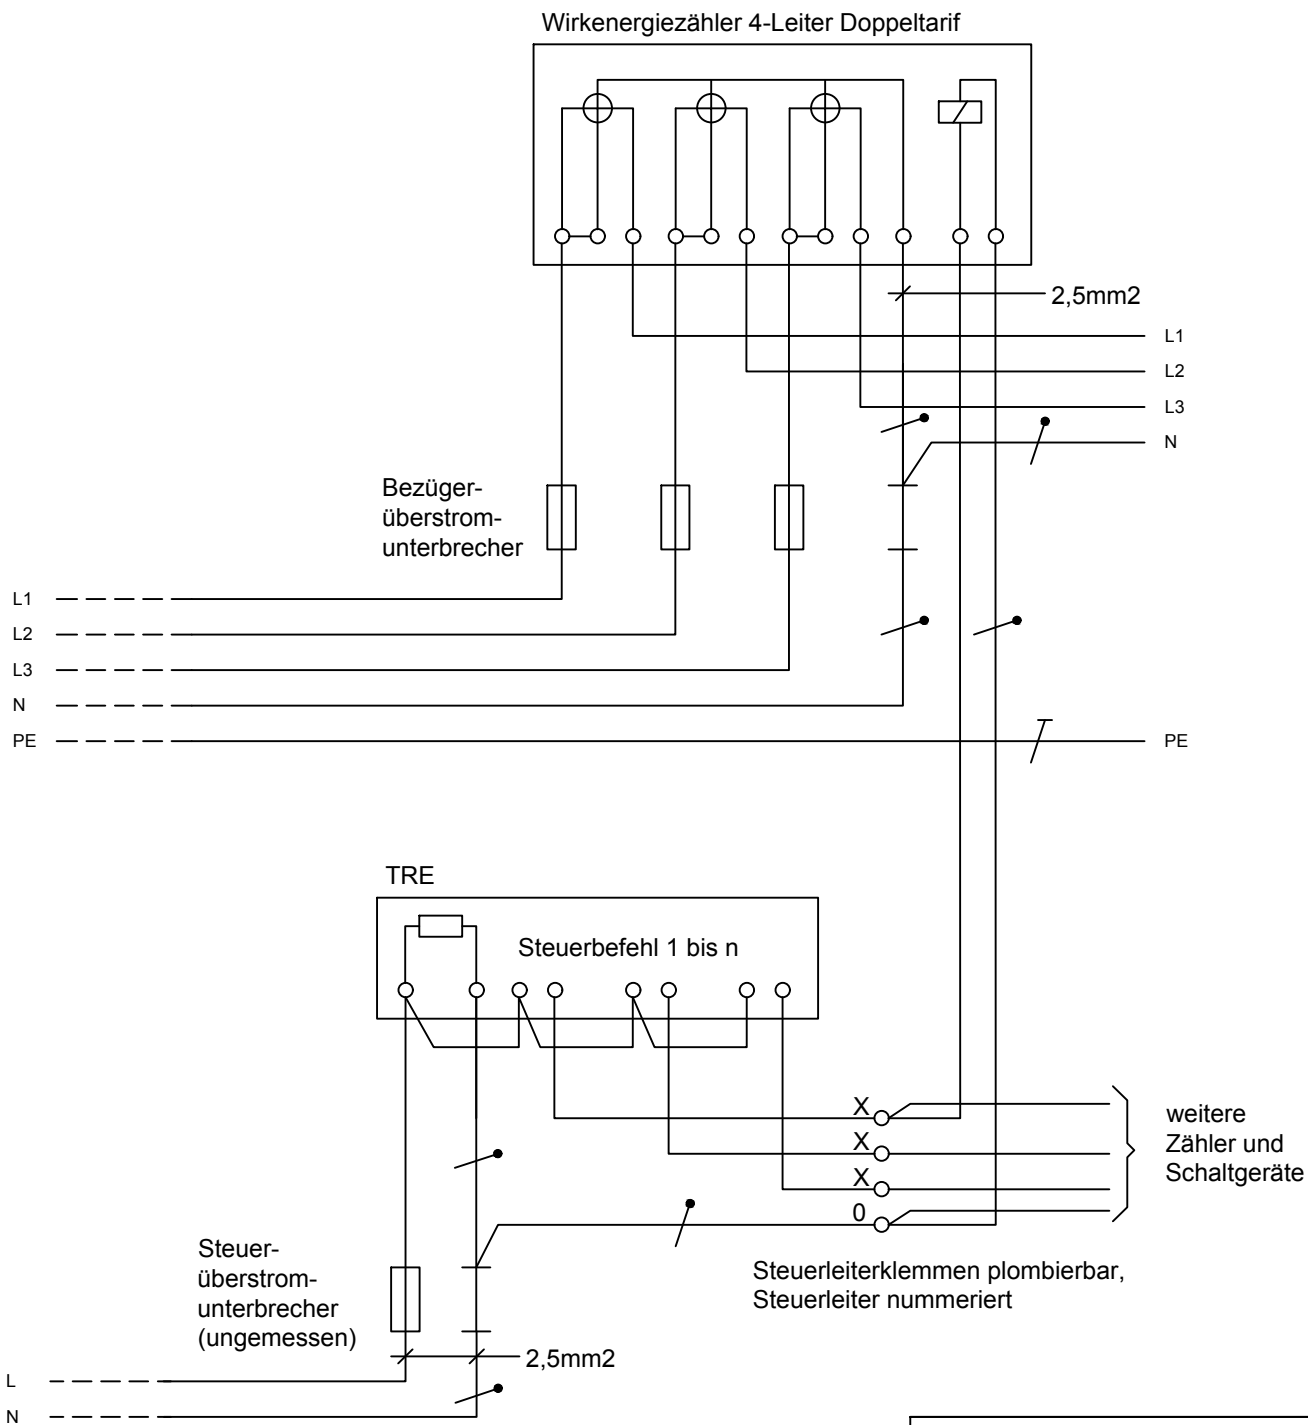 Wirkenergiezähler 4-Leiter Doppeltarif
2,5mm2
L1
L2
L3
N
Bezüger-
überstrom-
unterbrecher
L1
L2
L3
N
PE
PE
TRE
Steuerbefehl 1 bis n
X
X
X
0
weitere
Zähler und
Schaltgeräte
Steuer-
überstrom-
unterbrecher
(ungemessen)
Steuerleiterklemmen plombierbar,
Steuerleiter nummeriert
2,5mm2
L
N